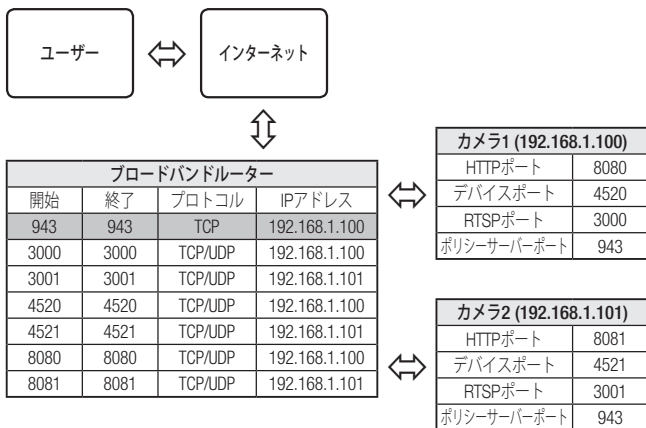 ユーザー
インターネット
ブロードバンドルーター
開始 終了 プロトコル IPアドレス
943 943 TCP 192.168.1.100
3000 3000 TCP/UDP 192.168.1.100
3001 3001 TCP/UDP 192.168.1.101
4520 4520 TCP/UDP 192.168.1.100
4521 4521 TCP/UDP 192.168.1.101
8080 8080 TCP/UDP 192.168.1.100
8081 8081 TCP/UDP 192.168.1.101
カメラ1 (192.168.1.100)
HTTPポート 8080
デバイスポート 4520
RTSPポート 3000
ポリシーサーバーポート 943
カメラ2 (192.168.1.101)
HTTPポート 8081
デバイスポート 4521
RTSPポート 3001
ポリシーサーバーポート 943